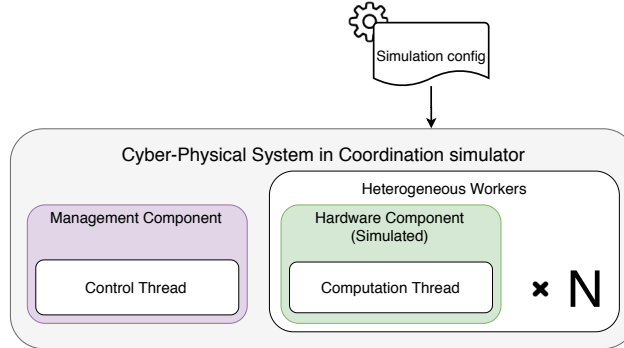 Simulation config
Cyber-Physical System in Coordination simulator
Heterogeneous Workers
Management Component
Hardware Component
(Simulated)
Control Thread
Computation Thread
× N